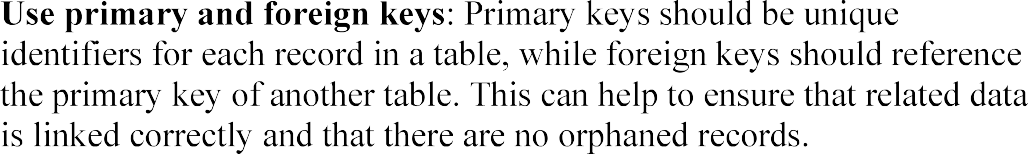 Use primary and foreign keys: Primary keys should be unique
identifiers for each record in a table, while foreign keys should reference
the primary key of another table. This can help to ensure that related data
is linked correctly and that there are no orphaned records.